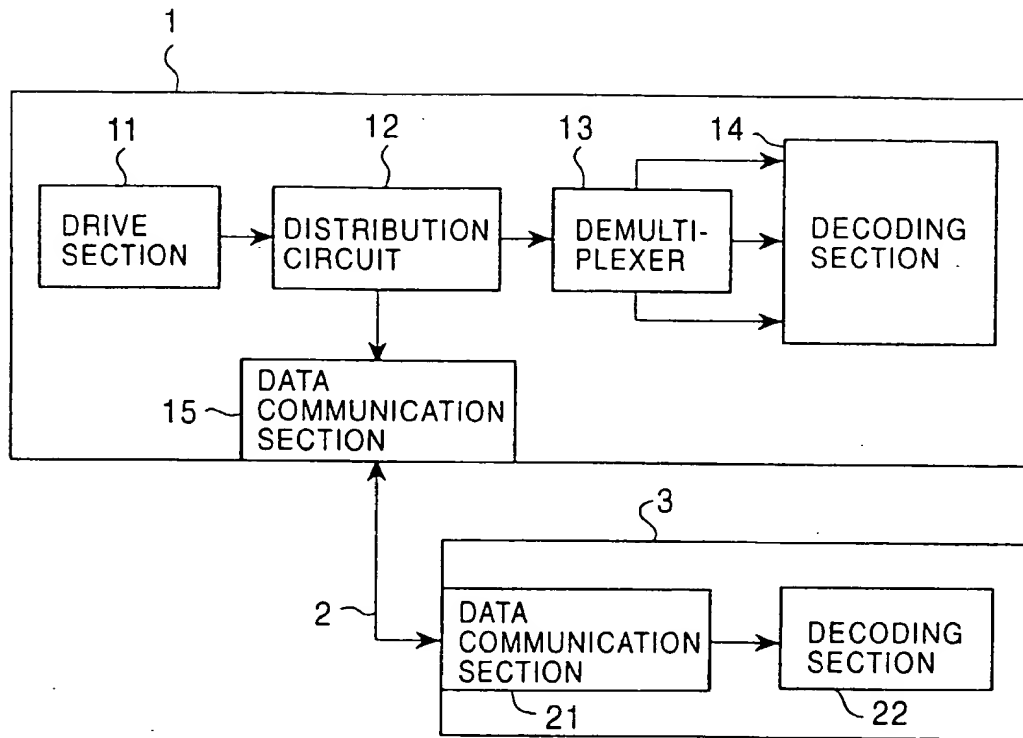 1
11
12
13
14
DRIVE
SECTION
DISTRIBUTION
CIRCUIT
DEMULTI-
PLEXER
DECODING
SECTION
15
DATA
COMMUNICATION
SECTION
3
2
DATA
COMMUNICATION
SECTION
DECODING
SECTION
21
22